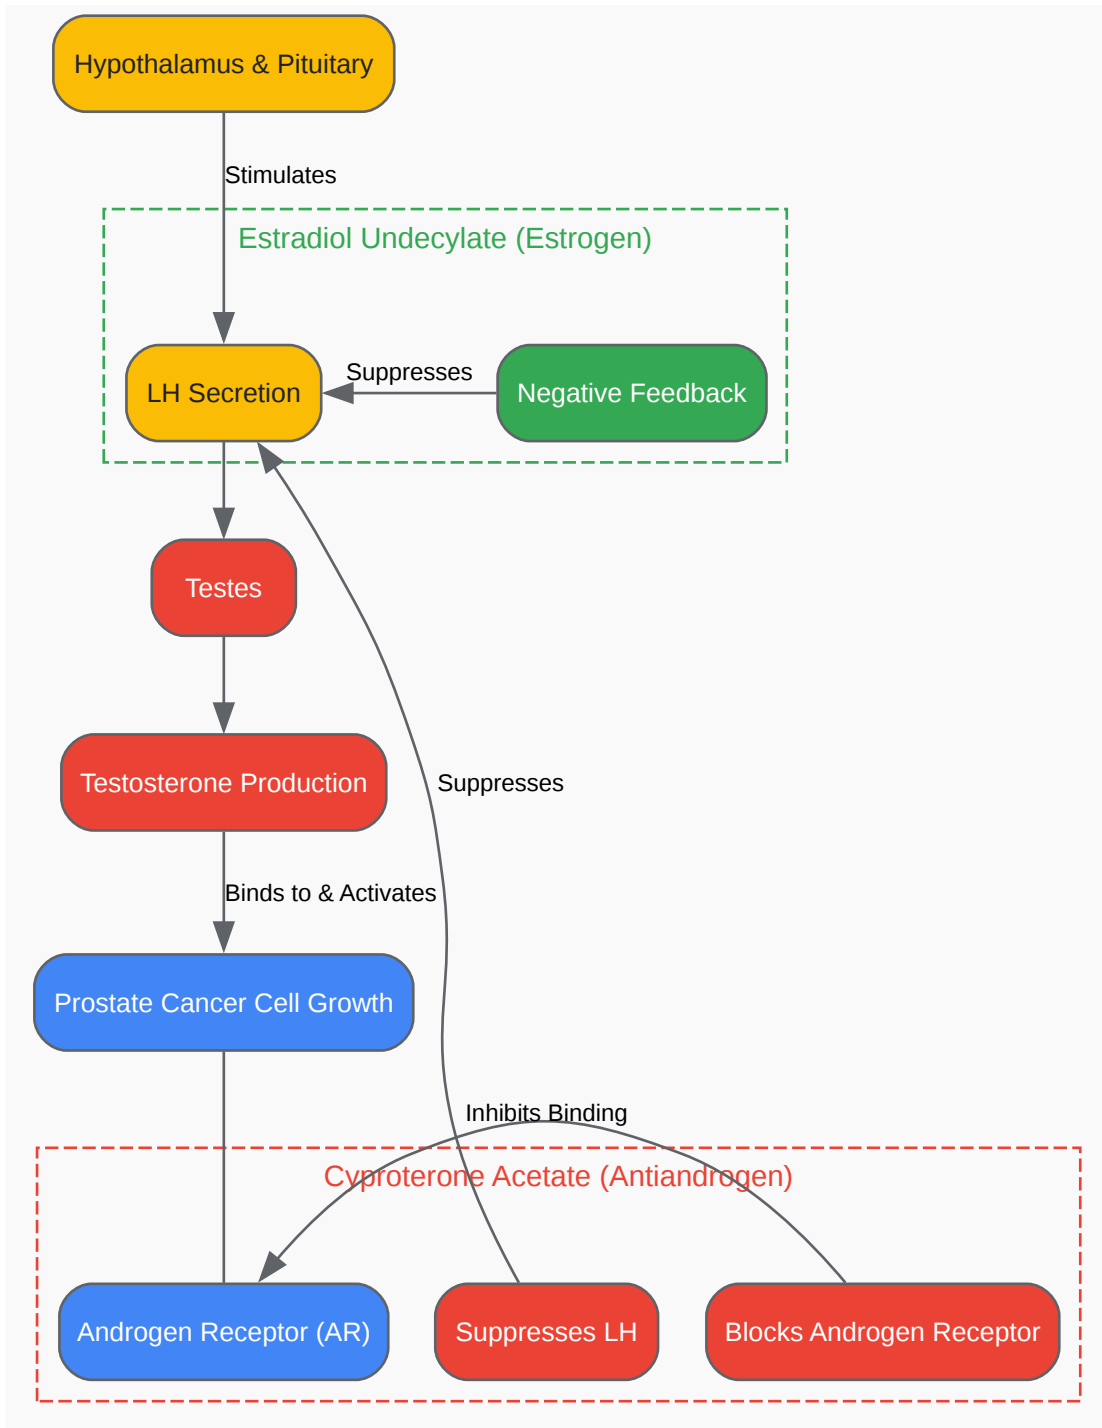 Hypothalamus & Pituitary
Stimulates
Estradiol Undecylate (Estrogen)
Suppresses
LH Secretion
Negative Feedback
Testes
Testosterone Production
Suppresses
Binds to & Activates
Prostate Cancer Cell Growth
Inhibits Binding
Cyproterone Acetate (Antiandrogen)
Androgen Receptor (AR)
Suppresses LH
Blocks Androgen Receptor